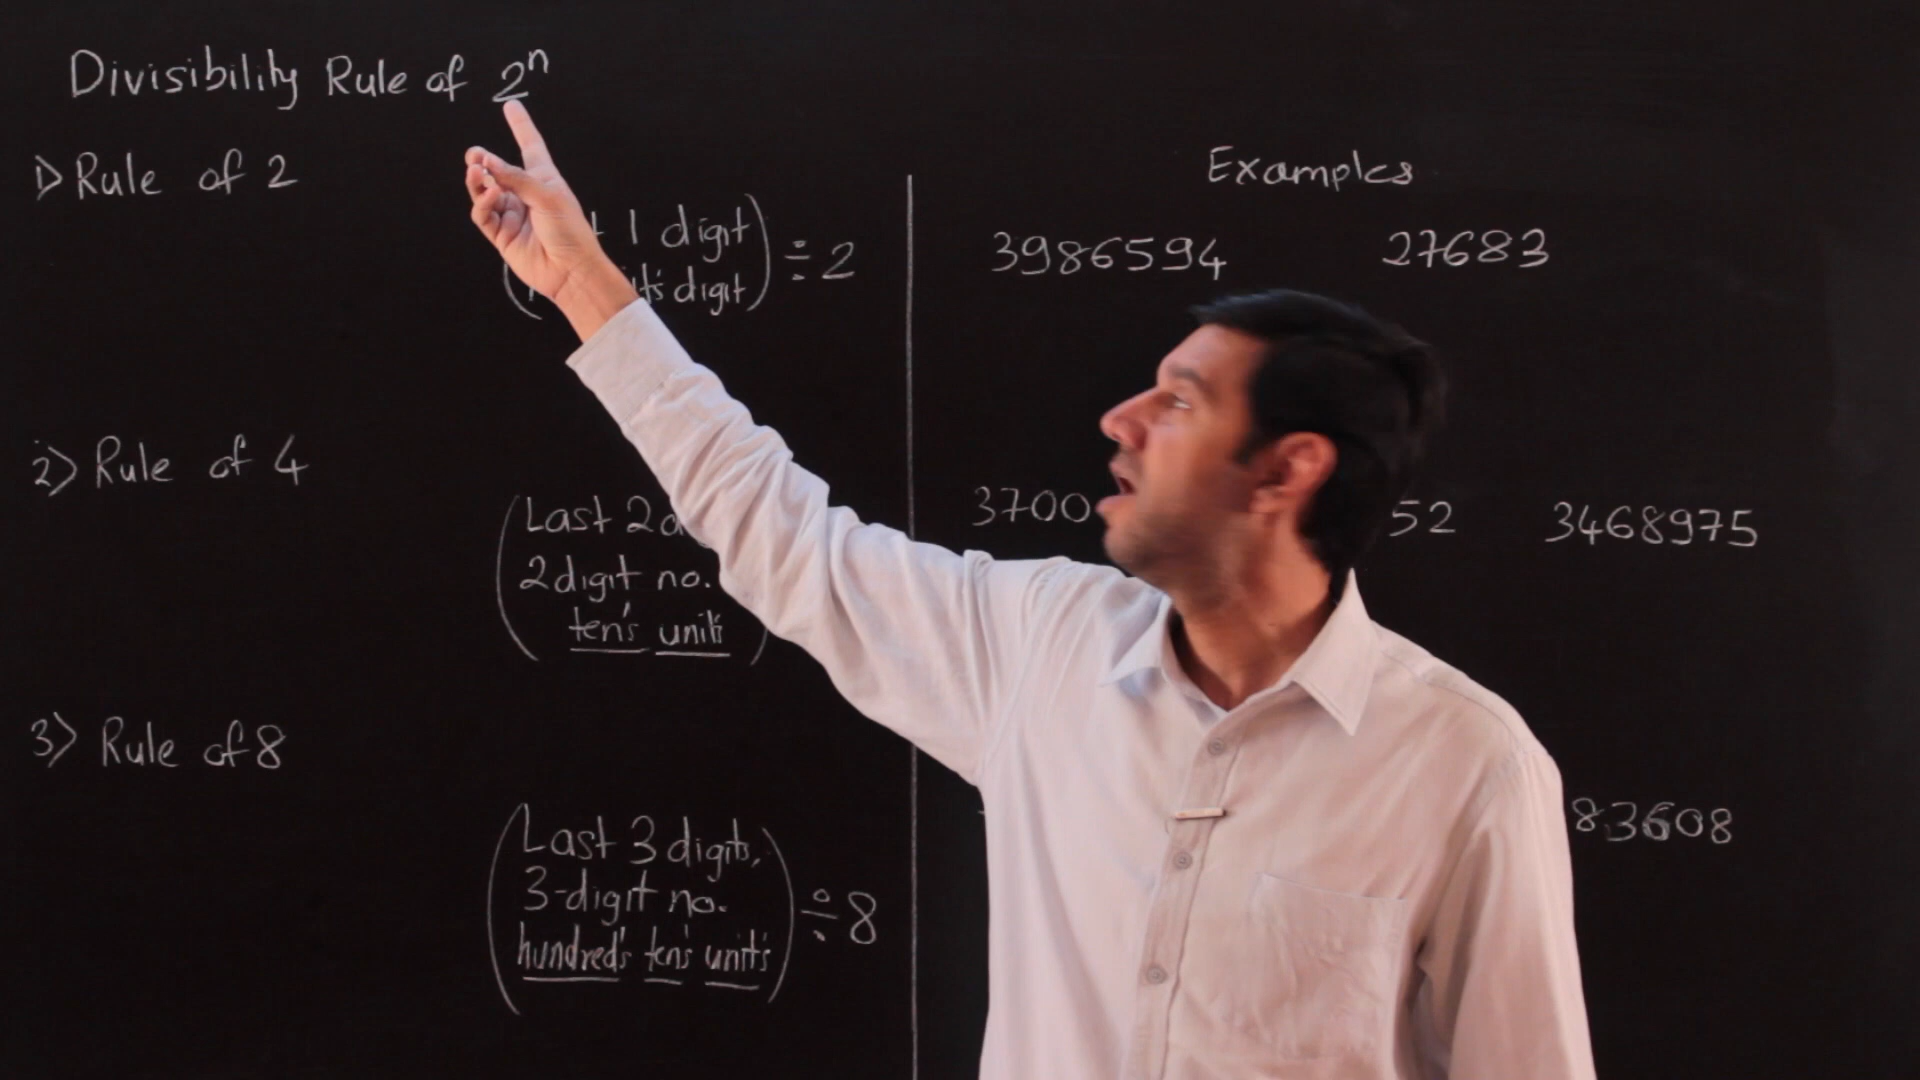 Divisibility Rule of 2ⁿ
1) Rule of 2
1 digit
digit
÷ 2
2) Rule of 4
Last 2
2 digit no.
ten's unit's
3) Rule of 8
Last 3 digits,
3-digit no.
hundred's ten's unit's
÷ 8
Examples
3986594 27683
3700 52 3468975
83608